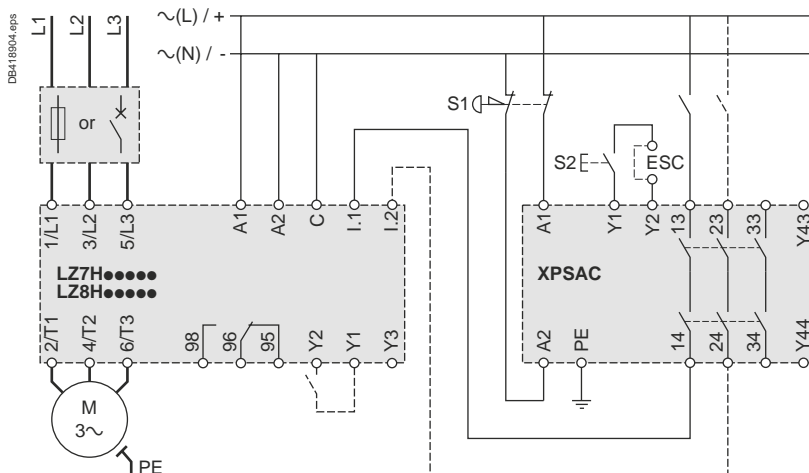 DB418904.eps
L1
L2
L3
∼(L) / +
∼(N) / -
or
S1
S2
ESC
1/L1
3/L2
5/L3
A1
A2
C
I.1
I.2
A1
Y1
Y2
13
23
33
Y43
LZ7H●●●●●
LZ8H●●●●●
XPSAC
2/T1
4/T2
6/T3
98
96
95
Y2
Y1
Y3
A2
PE
14
24
34
Y44
M
3∼
PE